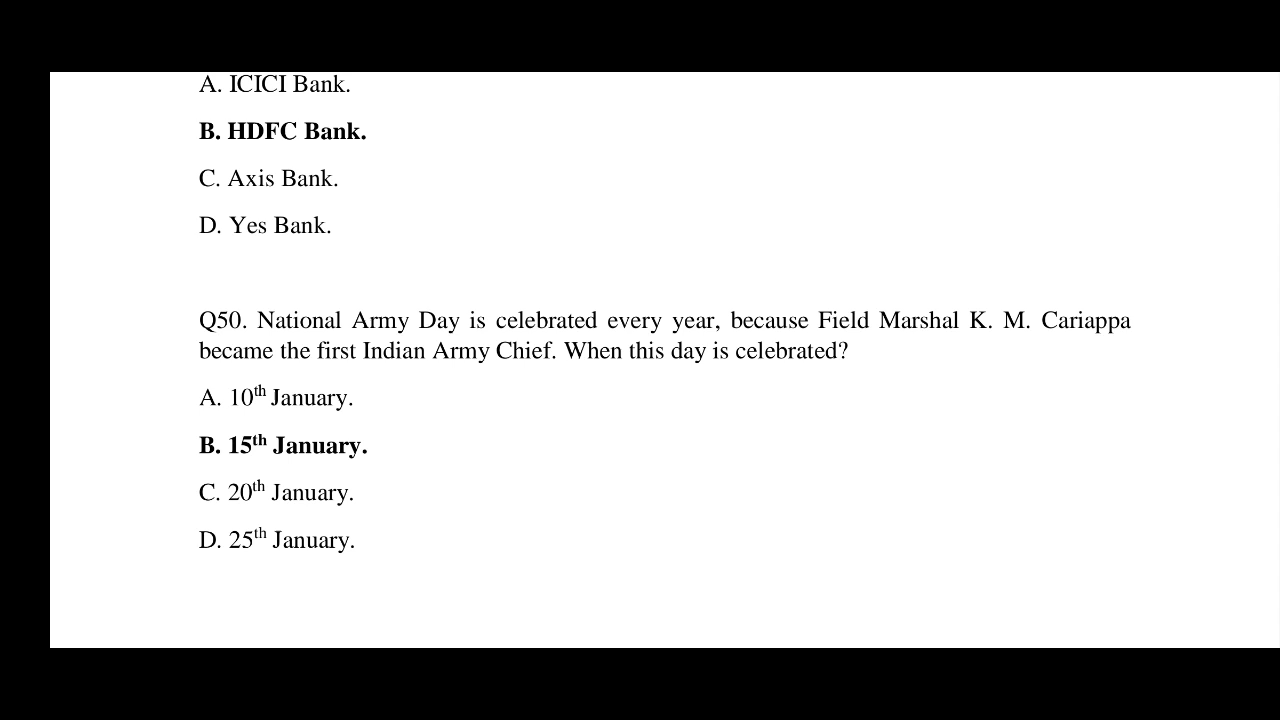 A. ICICI Bank.
B. HDFC Bank.
C. Axis Bank.
D. Yes Bank.
Q50. National Army Day is celebrated every year, because Field Marshal K. M. Cariappa
became the first Indian Army Chief. When this day is celebrated?
A. 10th January.
B. 15th January.
C. 20th January.
D. 25th January.